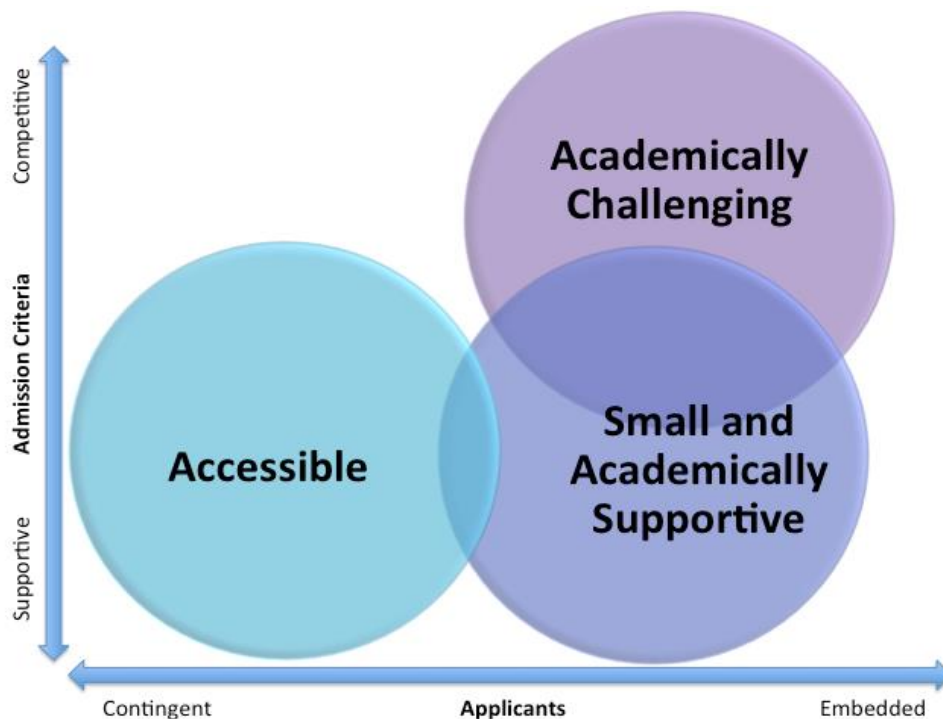 Competitive
Admission Criteria
Supportive
Academically
Challenging
Accessible
Small and
Academically
Supportive
Contingent
Applicants
Embedded